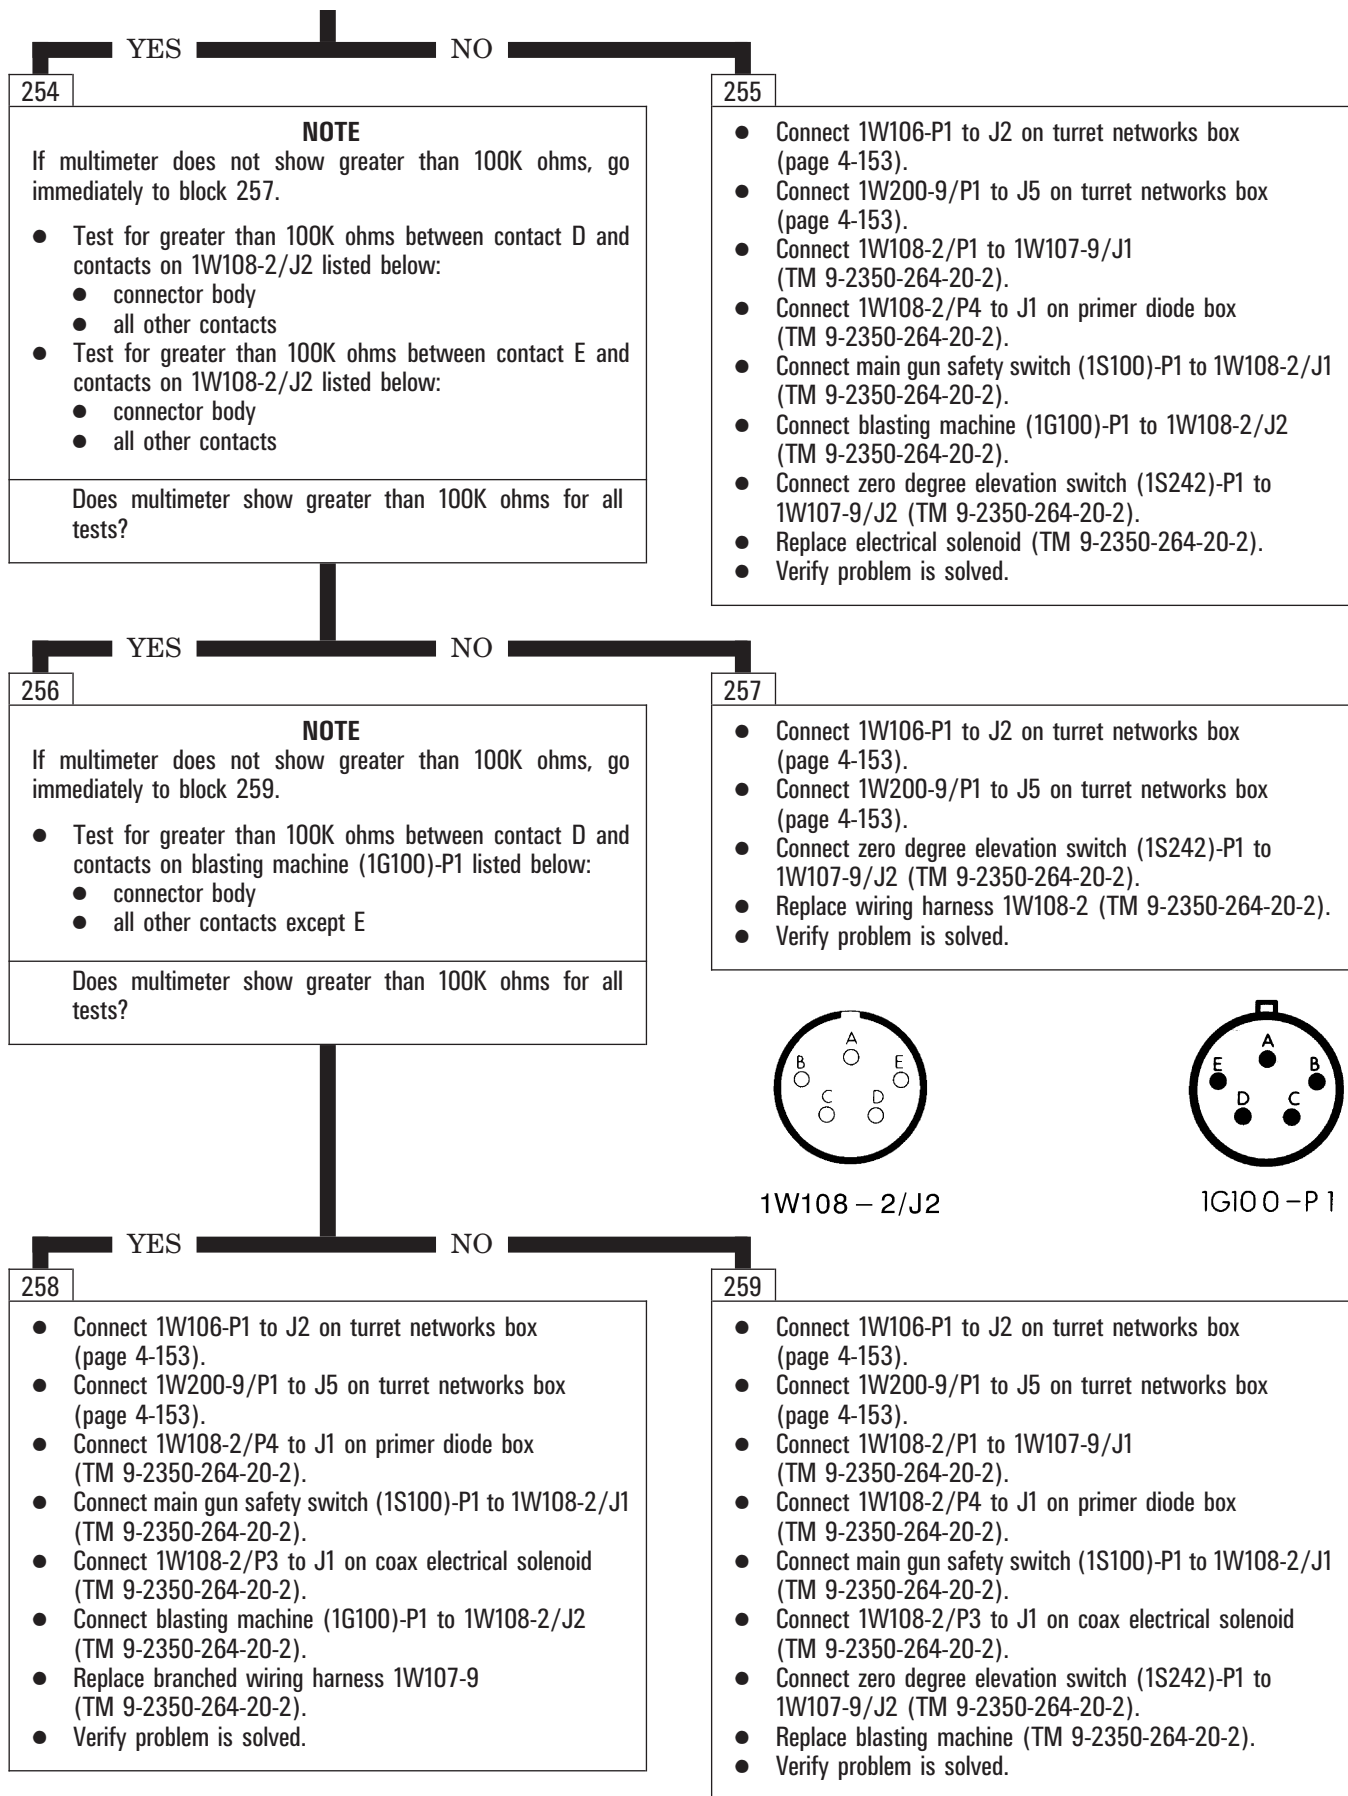 YES
NO
254
NOTE
If multimeter does not show greater than 100K ohms, go
immediately to block 257.
● Test for greater than 100K ohms between contact D and
contacts on 1W108-2/J2 listed below:
● connector body
● all other contacts
● Test for greater than 100K ohms between contact E and
contacts on 1W108-2/J2 listed below:
● connector body
● all other contacts
Does multimeter show greater than 100K ohms for all
tests?
255
● Connect 1W106-P1 to J2 on turret networks box
(page 4-153).
● Connect 1W200-9/P1 to J5 on turret networks box
(page 4-153).
● Connect 1W108-2/P1 to 1W107-9/J1
(TM 9-2350-264-20-2).
● Connect 1W108-2/P4 to J1 on primer diode box
(TM 9-2350-264-20-2).
● Connect main gun safety switch (1S100)-P1 to 1W108-2/J1
(TM 9-2350-264-20-2).
● Connect blasting machine (1G100)-P1 to 1W108-2/J2
(TM 9-2350-264-20-2).
● Connect zero degree elevation switch (1S242)-P1 to
1W107-9/J2 (TM 9-2350-264-20-2).
● Replace electrical solenoid (TM 9-2350-264-20-2).
● Verify problem is solved.
YES
NO
256
NOTE
If multimeter does not show greater than 100K ohms, go
immediately to block 259.
● Test for greater than 100K ohms between contact D and
contacts on blasting machine (1G100)-P1 listed below:
● connector body
● all other contacts except E
Does multimeter show greater than 100K ohms for all
tests?
257
● Connect 1W106-P1 to J2 on turret networks box
(page 4-153).
● Connect 1W200-9/P1 to J5 on turret networks box
(page 4-153).
● Connect zero degree elevation switch (1S242)-P1 to
1W107-9/J2 (TM 9-2350-264-20-2).
● Replace wiring harness 1W108-2 (TM 9-2350-264-20-2).
● Verify problem is solved.
A
B E
C D
1W108 – 2/J2
A
E B
D C
1G100 – P1
YES
NO
258
● Connect 1W106-P1 to J2 on turret networks box
(page 4-153).
● Connect 1W200-9/P1 to J5 on turret networks box
(page 4-153).
● Connect 1W108-2/P4 to J1 on primer diode box
(TM 9-2350-264-20-2).
● Connect main gun safety switch (1S100)-P1 to 1W108-2/J1
(TM 9-2350-264-20-2).
● Connect 1W108-2/P3 to J1 on coax electrical solenoid
(TM 9-2350-264-20-2).
● Connect blasting machine (1G100)-P1 to 1W108-2/J2
(TM 9-2350-264-20-2).
● Replace branched wiring harness 1W107-9
(TM 9-2350-264-20-2).
● Verify problem is solved.
259
● Connect 1W106-P1 to J2 on turret networks box
(page 4-153).
● Connect 1W200-9/P1 to J5 on turret networks box
(page 4-153).
● Connect 1W108-2/P1 to 1W107-9/J1
(TM 9-2350-264-20-2).
● Connect 1W108-2/P4 to J1 on primer diode box
(TM 9-2350-264-20-2).
● Connect main gun safety switch (1S100)-P1 to 1W108-2/J1
(TM 9-2350-264-20-2).
● Connect 1W108-2/P3 to J1 on coax electrical solenoid
(TM 9-2350-264-20-2).
● Connect zero degree elevation switch (1S242)-P1 to
1W107-9/J2 (TM 9-2350-264-20-2).
● Replace blasting machine (TM 9-2350-264-20-2).
● Verify problem is solved.